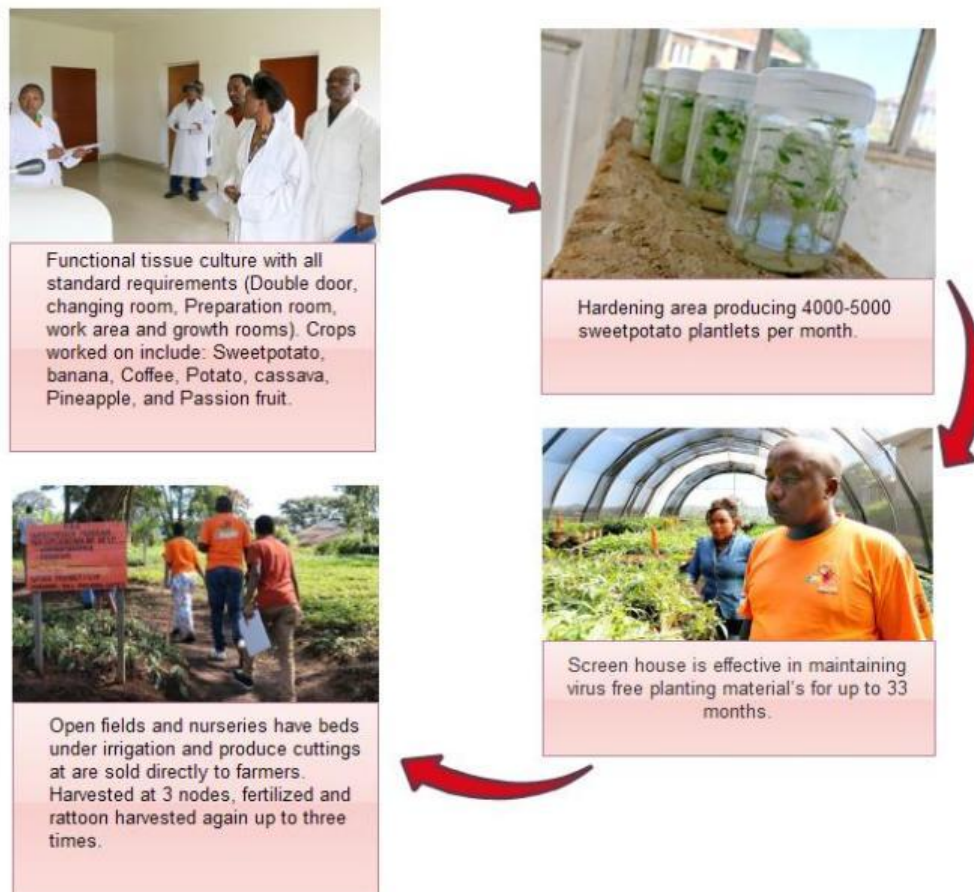 Functional tissue culture with all
standard requirements (Double door,
changing room, Preparation room,
work area and growth rooms). Crops
worked on include: Sweetpotato,
banana, Coffee, Potato, cassava,
Pineapple, and Passion fruit.
Hardening area producing 4000-5000
sweetpotato plantlets per month.
Screen house is effective in maintaining
virus free planting material's for up to 33
months.
Open fields and nurseries have beds
under irrigation and produce cuttings
at are sold directly to farmers.
Harvested at 3 nodes, fertilized and
rattoon harvested again up to three
times.